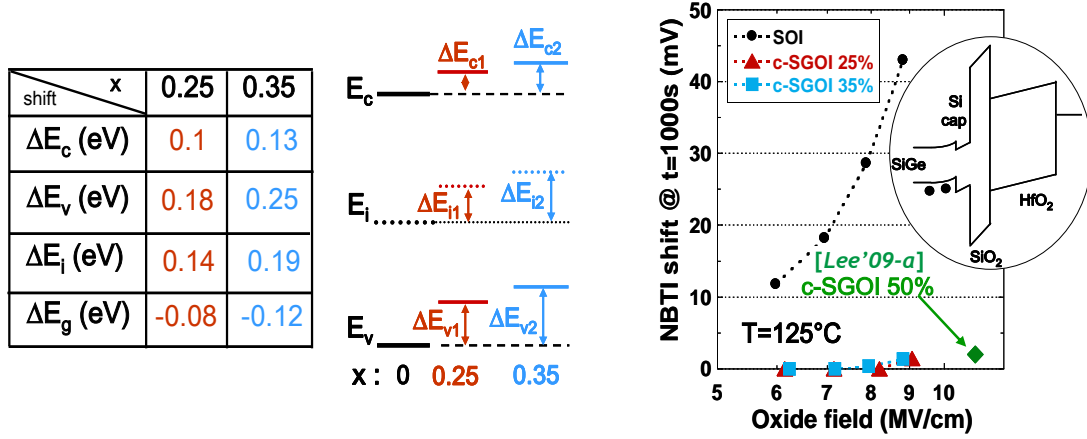 shift x 0.25 0.35
ΔEc (eV) 0.1 0.13
ΔEv (eV) 0.18 0.25
ΔEi (eV) 0.14 0.19
ΔEg (eV) -0.08 -0.12
Ec ΔEc1 ΔEc2
Ei ΔEi1 ΔEi2
Ev ΔEv1 ΔEv2
x : 0 0.25 0.35
NBTI shift @ t=1000s (mV)
50
40
30
20
10
0
SOI
c-SGOI 25%
c-SGOI 35%
Si
cap
SiGe
HfO2
SiO2
[Lee'09-a]
c-SGOI 50%
T=125°C
5 6 7 8 9 10
Oxide field (MV/cm)